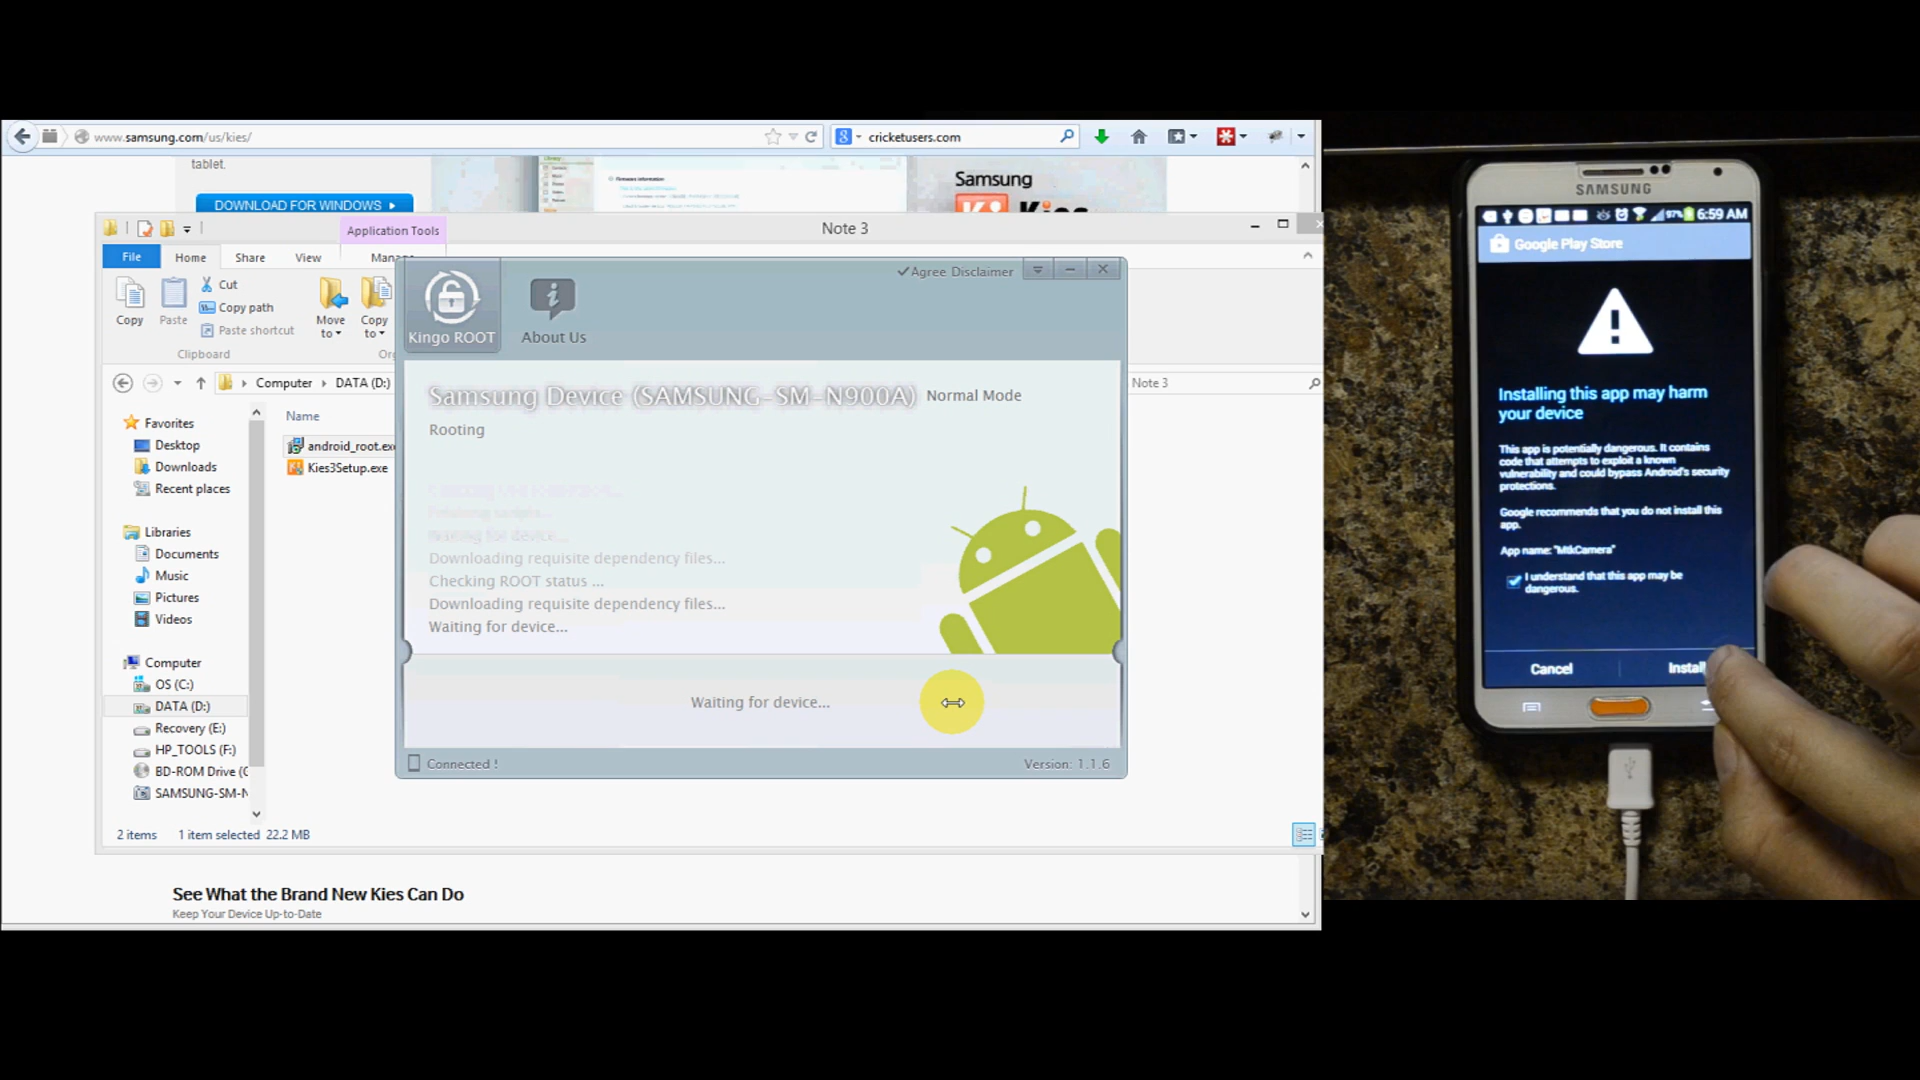 www.samsung.com/us/kies/
cricketusers.com
tablet.
DOWNLOAD FOR WINDOWS
Samsung
Kies
Application Tools
Note 3
File
Home
Share
View
Copy
Paste
Cut
Copy path
Paste shortcut
Move to
Copy to
Clipboard
Computer
DATA (D:)
Note 3
Favorites
Desktop
Downloads
Recent places
Libraries
Documents
Music
Pictures
Videos
Computer
OS (C:)
DATA (D:)
Recovery (E:)
HP_TOOLS (F:)
BD-ROM Drive (
SAMSUNG-SM-N
Name
android_root.exe
Kies3Setup.exe
2 items
1 item selected 22.2 MB
Kingo ROOT
About Us
Agree Disclaimer
Samsung Device (SAMSUNG-SM-N900A) Normal Mode
Rooting
Waiting for device...
Downloading requisite dependency files...
Checking ROOT status ...
Downloading requisite dependency files...
Waiting for device...
Waiting for device...
Connected !
Version: 1.1.6
See What the Brand New Kies Can Do
Keep Your Device Up-to-Date
SAMSUNG
97% 6:59 AM
Google Play Store
Installing this app may harm
your device
This app is potentially dangerous. It contains
code that attempts to exploit a known
vulnerability and could bypass Android's security
protections.
Google recommends that you do not install this
app.
App name: "MtkCamera"
I understand that this app may be
dangerous.
Cancel
Install